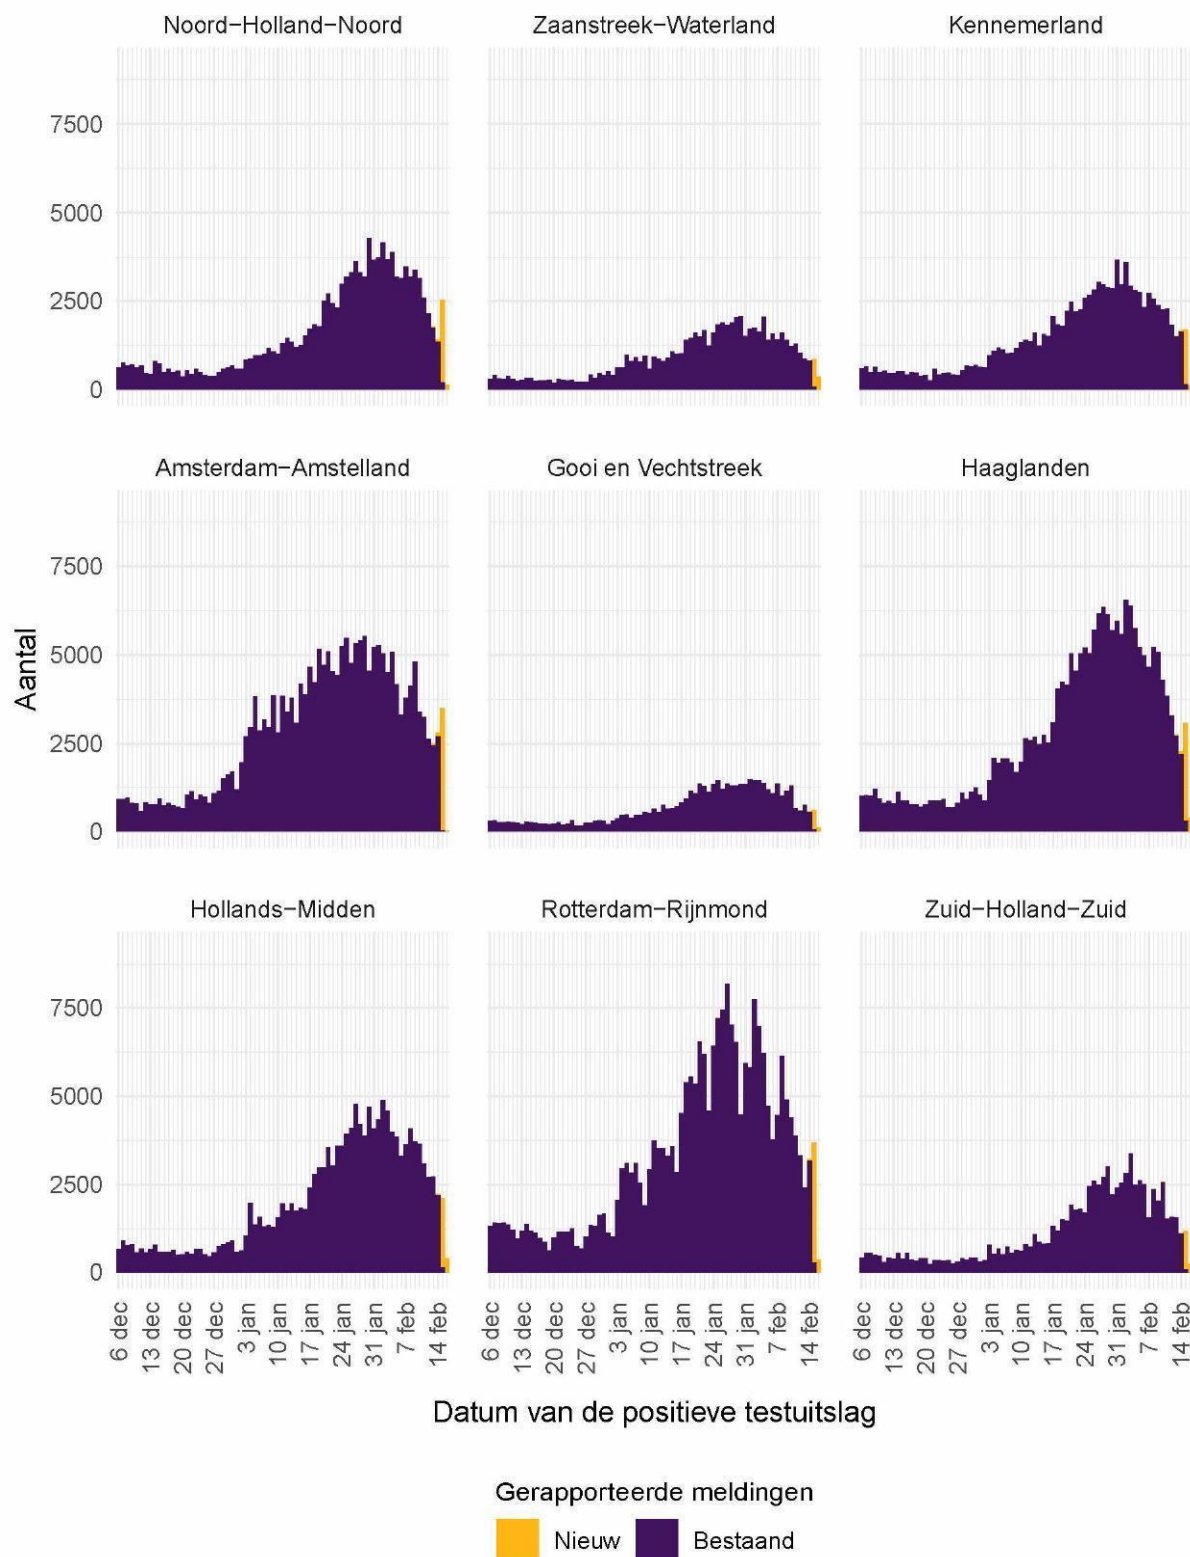 Noord-Holland-Noord Zaanstreek-Waterland Kennemerland
7500
5000
2500
0
Amsterdam-Amstelland Gooi en Vechtstreek Haaglanden
7500
5000
2500
0
Aantal
Hollands-Midden Rotterdam-Rijnmond Zuid-Holland-Zuid
7500
5000
2500
0
6 dec 13 dec 20 dec 27 dec 3 jan 10 jan 17 jan 24 jan 31 jan 7 feb 14 feb
6 dec 13 dec 20 dec 27 dec 3 jan 10 jan 17 jan 24 jan 31 jan 7 feb 14 feb
6 dec 13 dec 20 dec 27 dec 3 jan 10 jan 17 jan 24 jan 31 jan 7 feb 14 feb
Datum van de positieve testuitslag
Gerapporteerde meldingen
Nieuw Bestaand